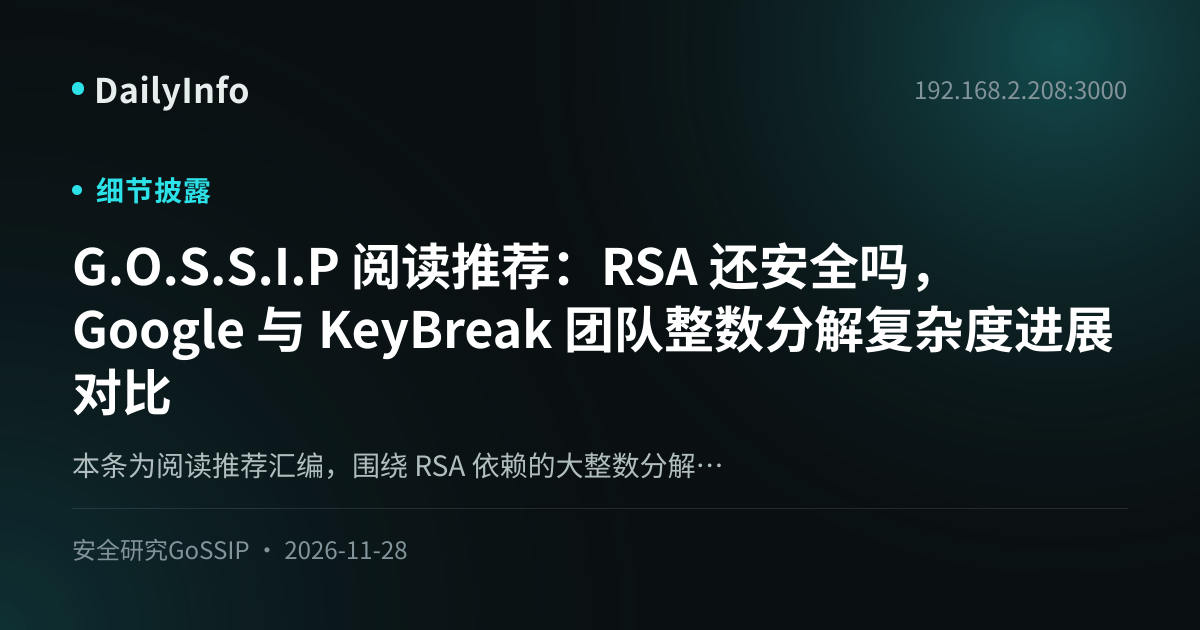 DailyInfo
192.168.2.208:3000
细节披露
G.O.S.S.I.P 阅读推荐：RSA 还安全吗，
Google 与 KeyBreak 团队整数分解复杂度进展
对比
本条为阅读推荐汇编，围绕 RSA 依赖的大整数分解…
安全研究GoSSIP · 2026-11-28